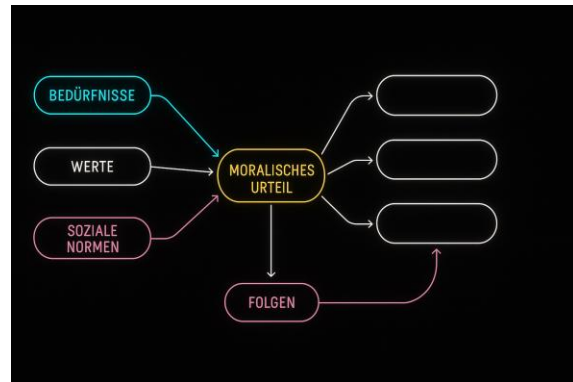 BEDÜRFNISSE
WERTE
SOZIALE
NORMEN
MORALISCHES
URTEIL
FOLGEN